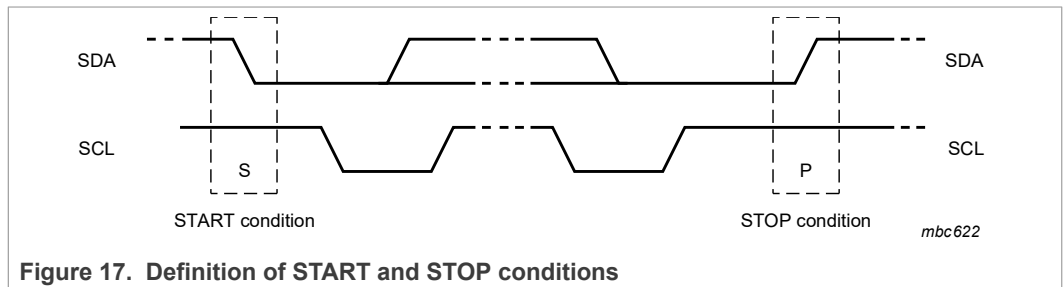 SDA SDA
SCL SCL
S P
START condition STOP condition
mbc622
Figure 17. Definition of START and STOP conditions